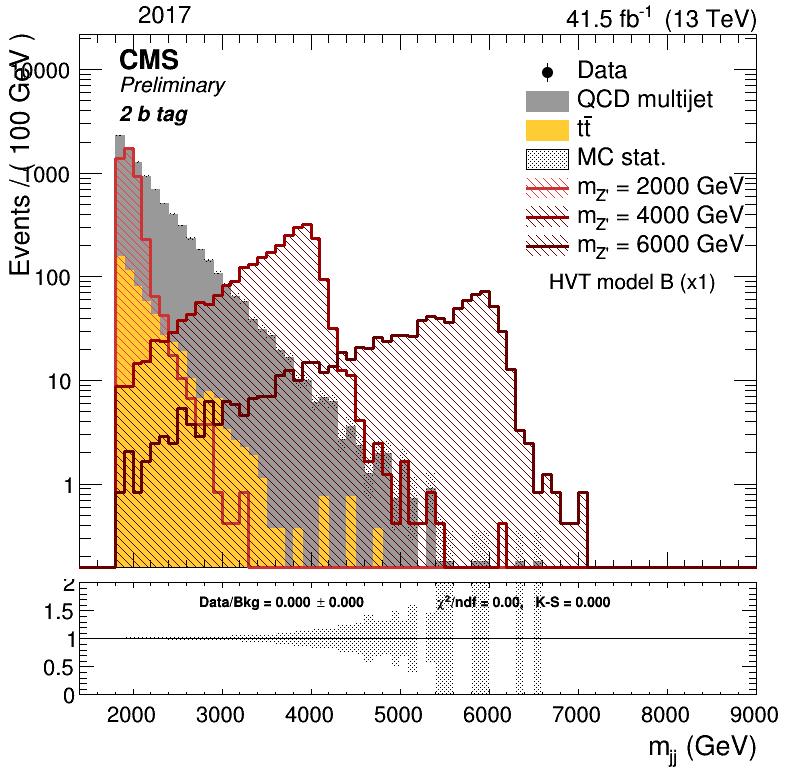 2017
41.5 fb⁻¹ (13 TeV)
CMS
Preliminary
2 b tag
Data
QCD multijet
tt̄
MC stat.
m_Z' = 2000 GeV
m_Z' = 4000 GeV
m_Z' = 6000 GeV
HVT model B (x1)
Events / ( 100 GeV )
10000
1000
100
10
1
Data/Bkg = 0.000 ± 0.000
χ²/ndf = 0.00, K-S = 0.000
2
1.5
1
0.5
0
2000 3000 4000 5000 6000 7000 8000 9000
m_jj (GeV)